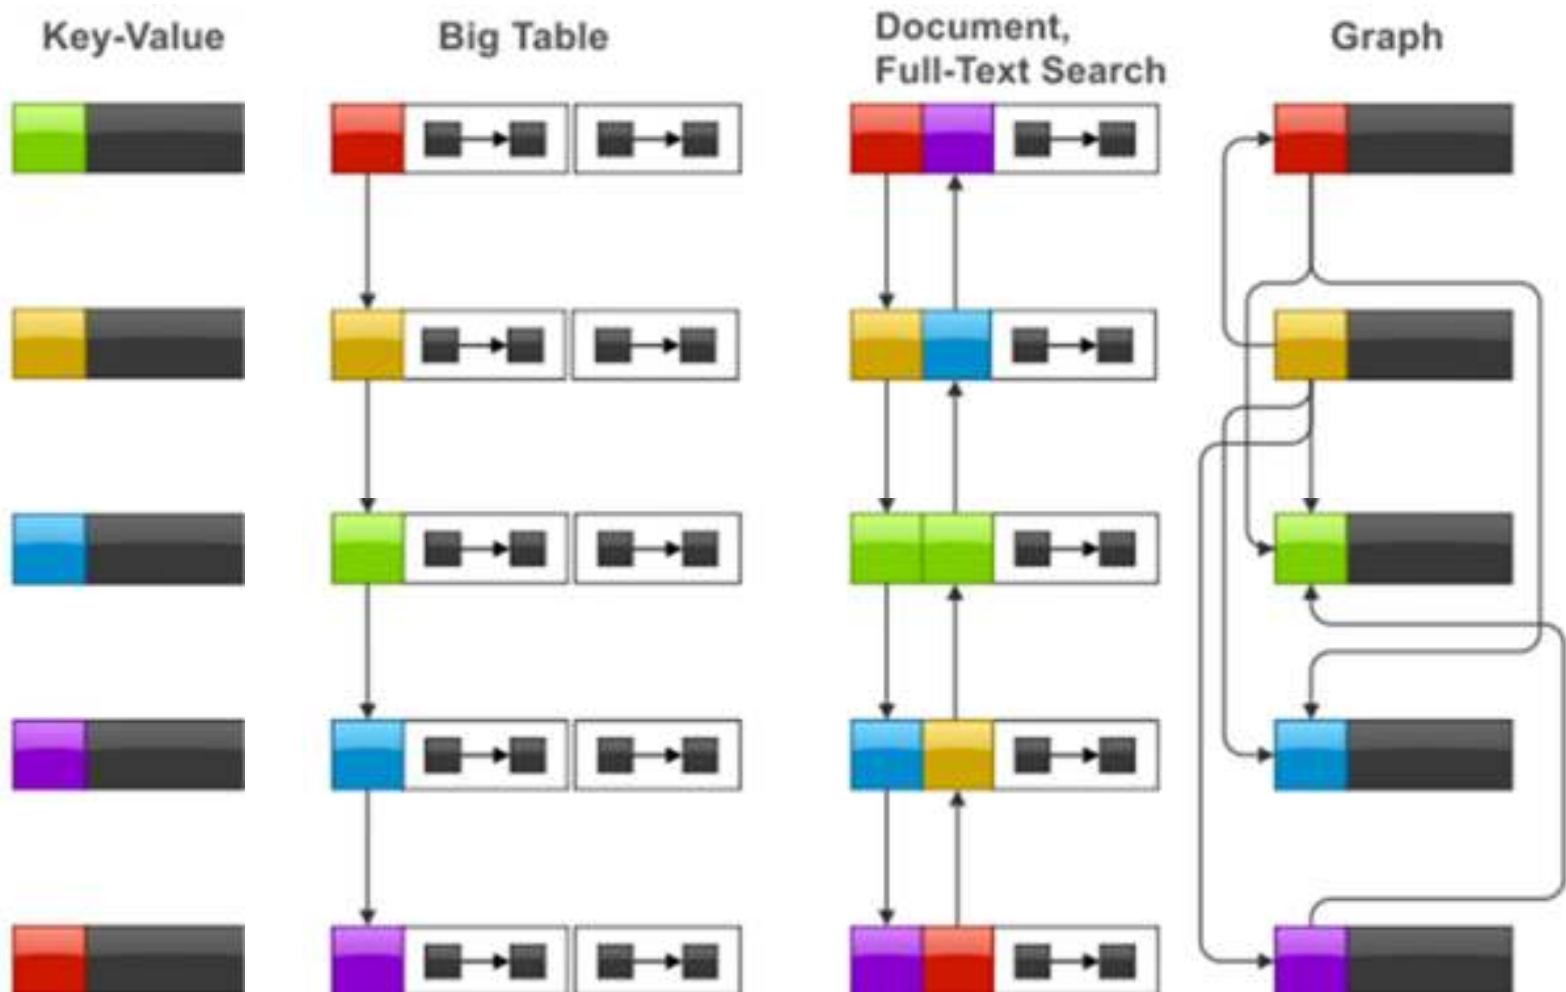 Key-Value
Big Table
Document,
Full-Text Search
Graph